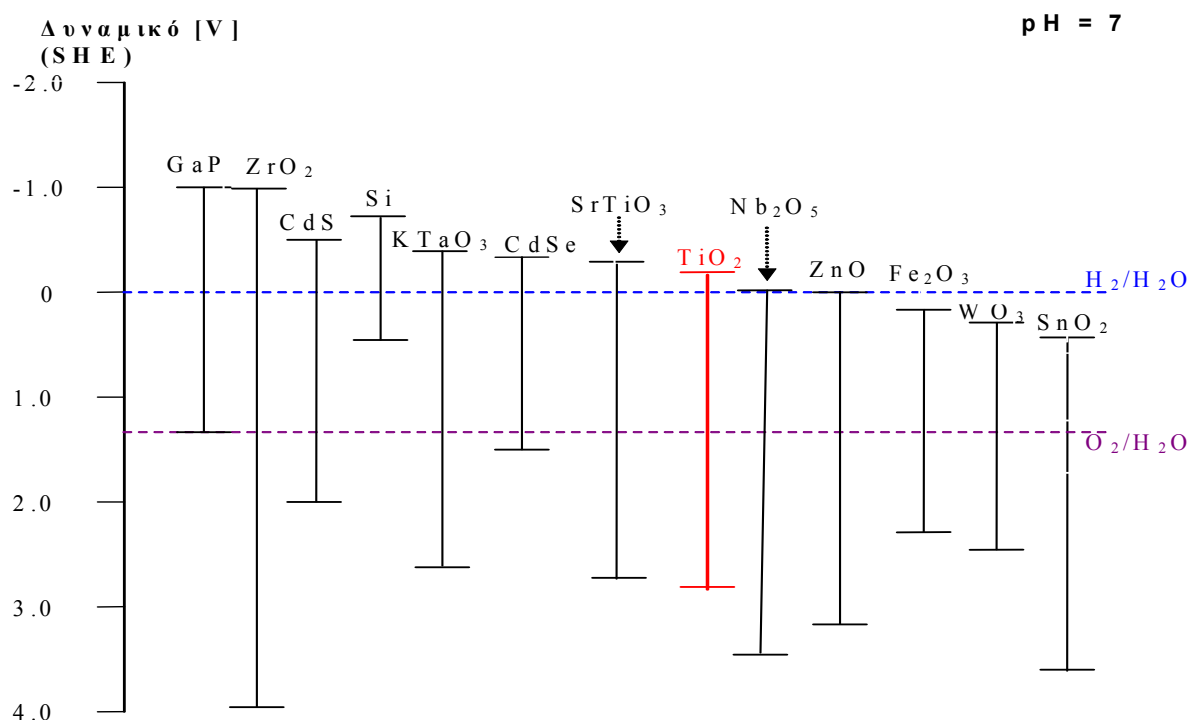 Δυναμικό [V]
(SHE)
pH = 7
-2.0
GaP
ZrO₂
-1.0
Si
SrTiO₃
Nb₂O₅
CdS
KTaO₃
CdSe
TiO₂
ZnO
Fe₂O₃
H₂/H₂O
0
WO₃
SnO₂
1.0
O₂/H₂O
2.0
3.0
4.0